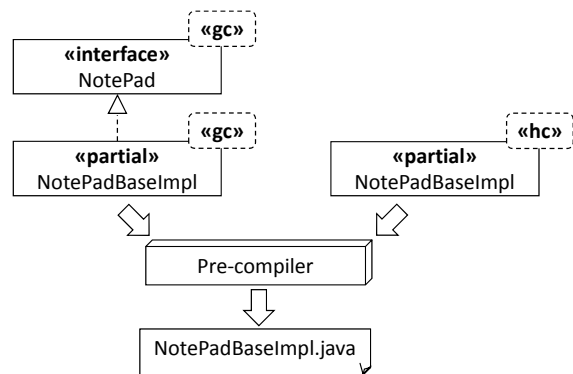 «gc»
«interface»
NotePad
«gc»
«partial»
NotePadBaseImpl
«hc»
«partial»
NotePadBaseImpl
Pre-compiler
NotePadBaseImpl.java